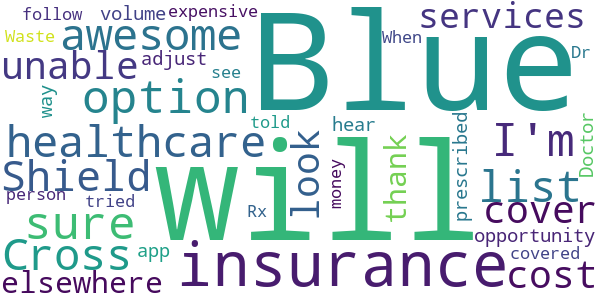 follow volume expensive
Waste awesome Blue services
When
unable adjust Dr
see
way option
told hear prescribed Doctor
healthcare look thank I'm
Shield money list
person tried Rx will cover
sure opportunity
Cross app covered
elsewhere insurance cost